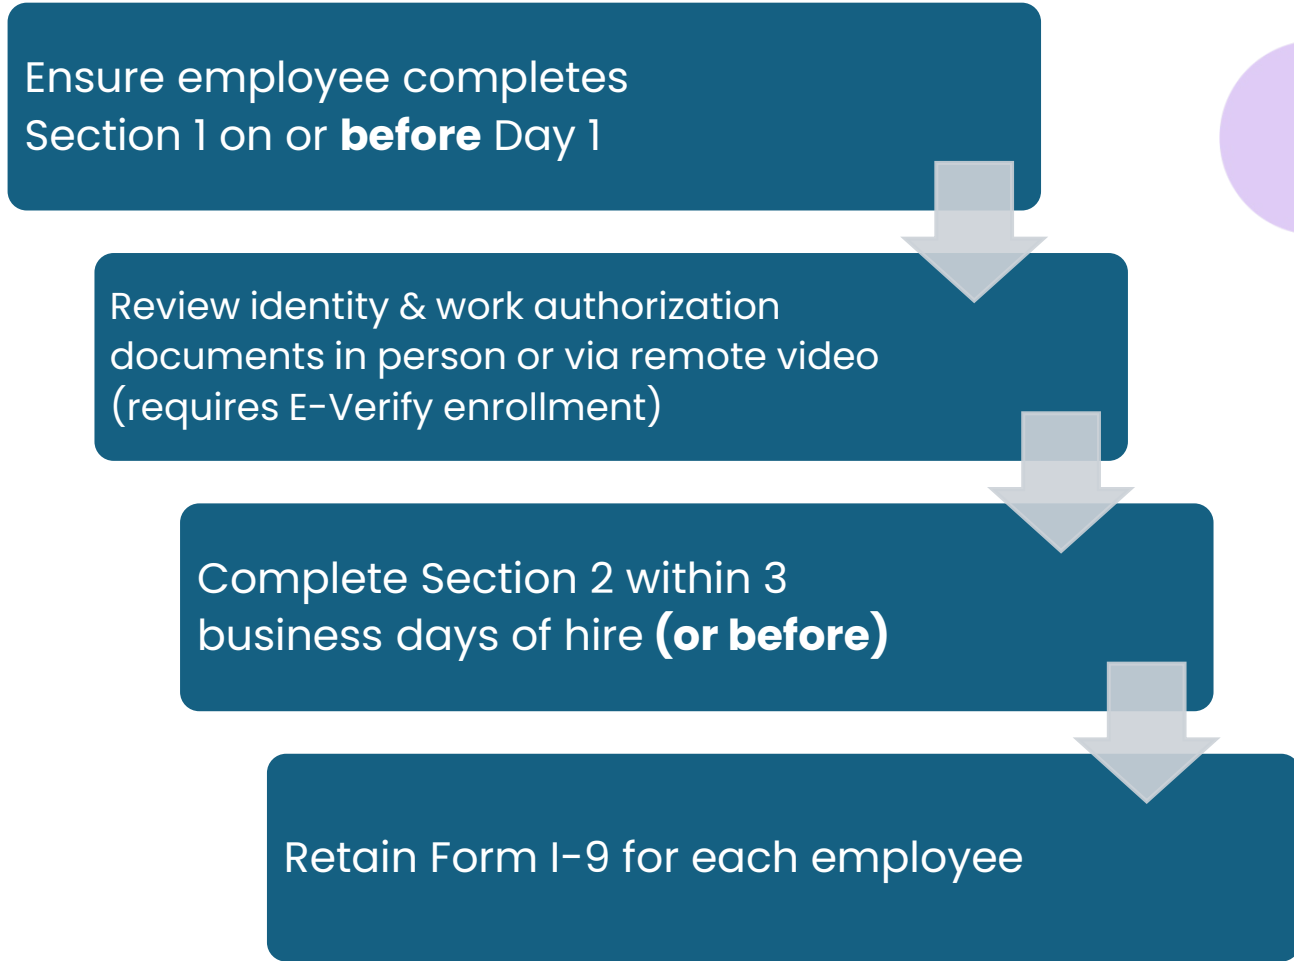 Ensure employee completes
Section 1 on or before Day 1
Review identity & work authorization
documents in person or via remote video
(requires E-Verify enrollment)
Complete Section 2 within 3
business days of hire (or before)
Retain Form I-9 for each employee